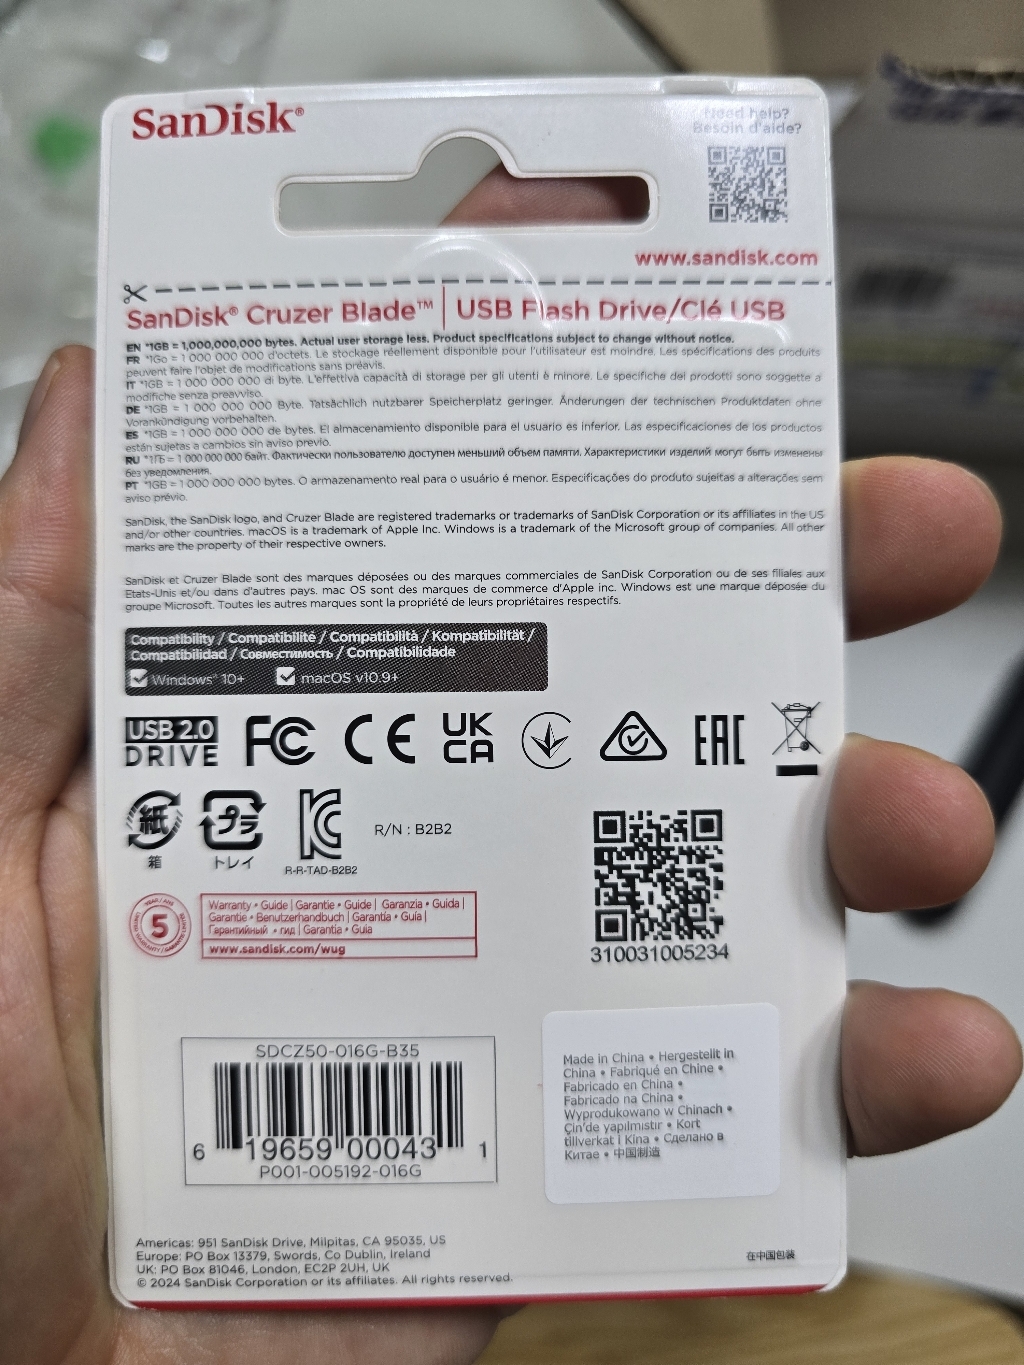 SanDisk®
Need help?
Besoin d'aide?
www.sandisk.com
SanDisk® Cruzer Blade™ | USB Flash Drive/Clé USB
EN *1GB = 1,000,000,000 bytes. Actual user storage less. Product specifications subject to change without notice.
FR *1Go = 1 000 000 000 d'octets. Le stockage réellement disponible pour l'utilisateur est moindre. Les spécifications des produits
peuvent faire l'objet de modifications sans préavis.
IT *1GB = 1 000 000 000 di byte. L'effettiva capacità di storage per gli utenti è minore. Le specifiche dei prodotti sono soggette a
modifiche senza preavviso.
DE *1GB = 1 000 000 000 Byte. Tatsächlich nutzbarer Speicherplatz geringer. Änderungen der technischen Produktdaten ohne
Vorankündigung vorbehalten.
ES *1GB = 1 000 000 000 de bytes. El almacenamiento disponible para el usuario es inferior. Las especificaciones de los productos
están sujetas a cambios sin aviso previo.
RU *1ГБ = 1 000 000 000 байт. Фактически пользователю доступен меньший объем памяти. Характеристики изделий могут быть изменены
без уведомления.
PT *1GB = 1 000 000 000 bytes. O armazenamento real para o usuário é menor. Especificações do produto sujeitas a alterações sem
aviso prévio.
SanDisk, the SanDisk logo, and Cruzer Blade are registered trademarks or trademarks of SanDisk Corporation or its affiliates in the US
and/or other countries. macOS is a trademark of Apple Inc. Windows is a trademark of the Microsoft group of companies. All other
marks are the property of their respective owners.
SanDisk et Cruzer Blade sont des marques déposées ou des marques commerciales de SanDisk Corporation ou de ses filiales aux
Etats-Unis et/ou dans d'autres pays. mac OS sont des marques de commerce d'Apple inc. Windows est une marque déposée du
groupe Microsoft. Toutes les autres marques sont la propriété de leurs propriétaires respectifs.
Compatibility / Compatibilité / Compatibilità / Kompatibilität /
Compatibilidad / Совместимость / Compatibilidade
Windows® 10+ macOS v10.9+
USB 2.0
DRIVE FC CE UK
CA EAC
紙 プラ
箱 トレイ R-R-TAD-B2B2
R/N : B2B2
5
Warranty • Guide | Garantie • Guide | Garanzia • Guida |
Garantie • Benutzerhandbuch | Garantía • Guía |
Гарантийный • гид | Garantia • Guia
www.sandisk.com/wug
310031005234
SDCZ50-016G-B35
6 19659 00043 1
P001-005192-016G
Made in China • Hergestellt in
China • Fabriqué en Chine •
Fabricado en China •
Fabricado na China •
Wyprodukowano w Chinach •
Çin'de yapılmıstır • Kort
tillverkat i Kina • Сделано в
Китае • 中国制造
Americas: 951 SanDisk Drive, Milpitas, CA 95035, US
Europe: PO Box 13379, Swords, Co Dublin, Ireland
UK: PO Box 81046, London, EC2P 2UH, UK
© 2024 SanDisk Corporation or its affiliates. All rights reserved.
在中国包装